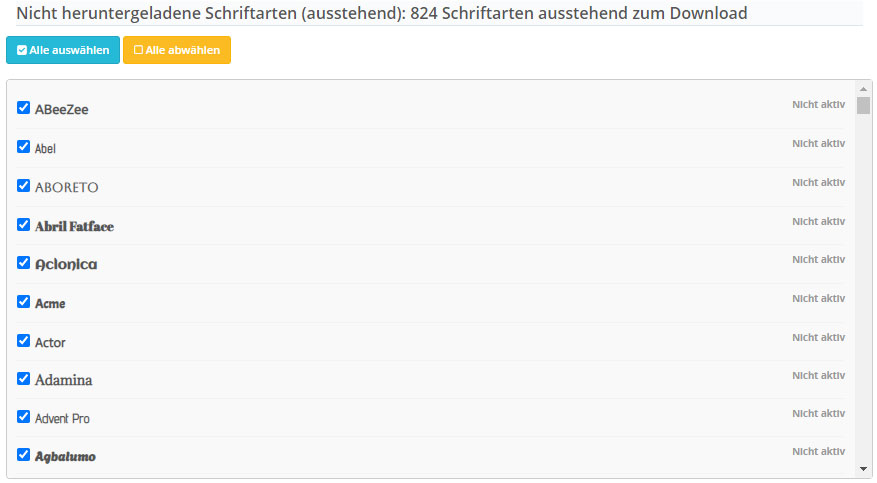 Nicht heruntergeladene Schriftarten (ausstehend): 824 Schriftarten ausstehend zum Download
Alle auswählen Alle abwählen
ABeeZee Nicht aktiv
Abel Nicht aktiv
ABORETO Nicht aktiv
Abril Fatface Nicht aktiv
Aclonica Nicht aktiv
Acme Nicht aktiv
Actor Nicht aktiv
Adamina Nicht aktiv
Advent Pro Nicht aktiv
Agbalumo Nicht aktiv